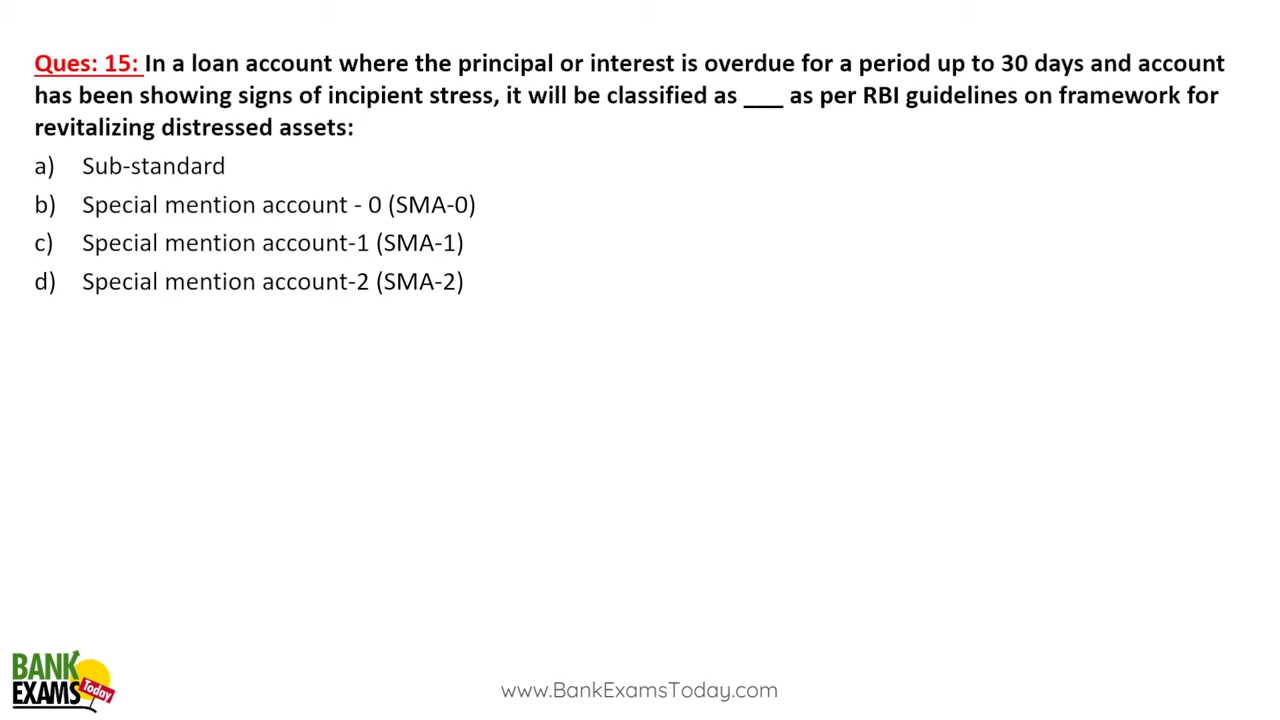 Ques: 15: In a loan account where the principal or interest is overdue for a period up to 30 days and account
has been showing signs of incipient stress, it will be classified as ___ as per RBI guidelines on framework for
revitalizing distressed assets:
a) Sub-standard
b) Special mention account - 0 (SMA-0)
c) Special mention account-1 (SMA-1)
d) Special mention account-2 (SMA-2)
BANK
EXAMS Today
www.BankExamsToday.com